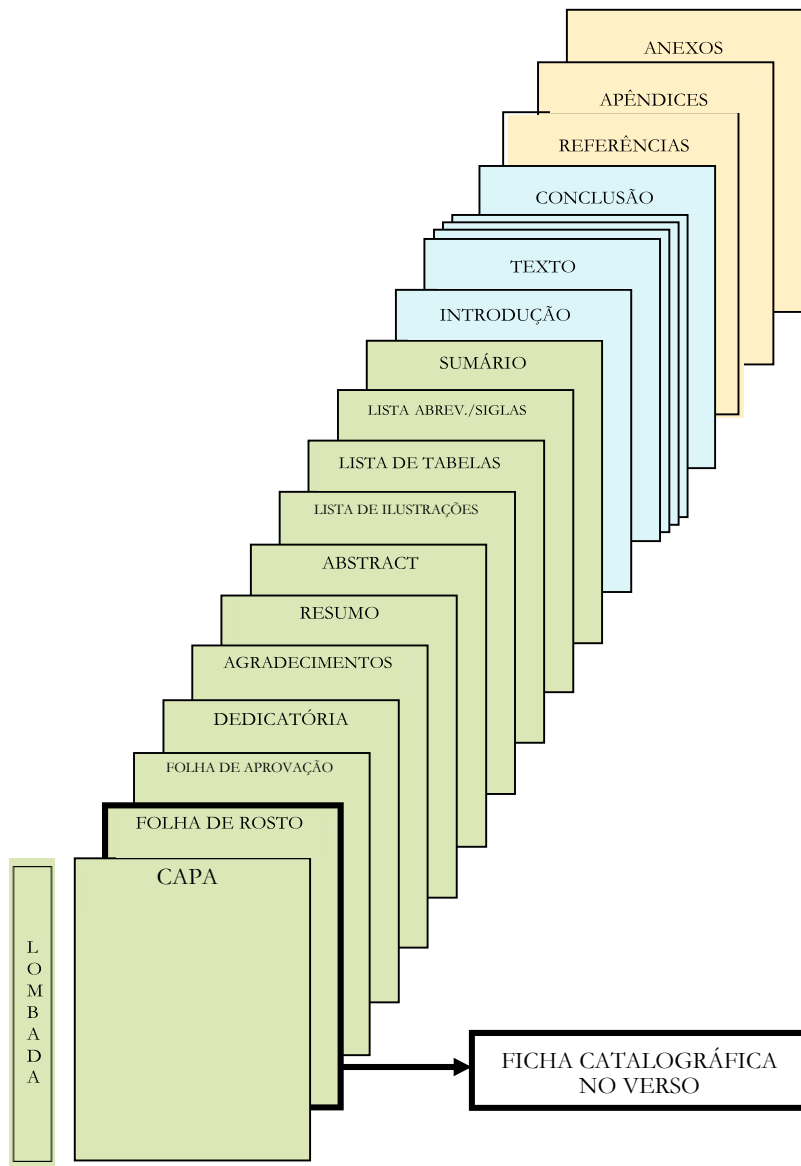 ANEXOS
APÊNDICES
REFERÊNCIAS
CONCLUSÃO
TEXTO
INTRODUÇÃO
SUMÁRIO
LISTA ABREV./SIGLAS
LISTA DE TABELAS
LISTA DE ILUSTRAÇÕES
ABSTRACT
RESUMO
AGRADECIMENTOS
DEDICATÓRIA
FOLHA DE APROVAÇÃO
FOLHA DE ROSTO
CAPA
LOMBADA
FICHA CATALOGRÁFICA
NO VERSO